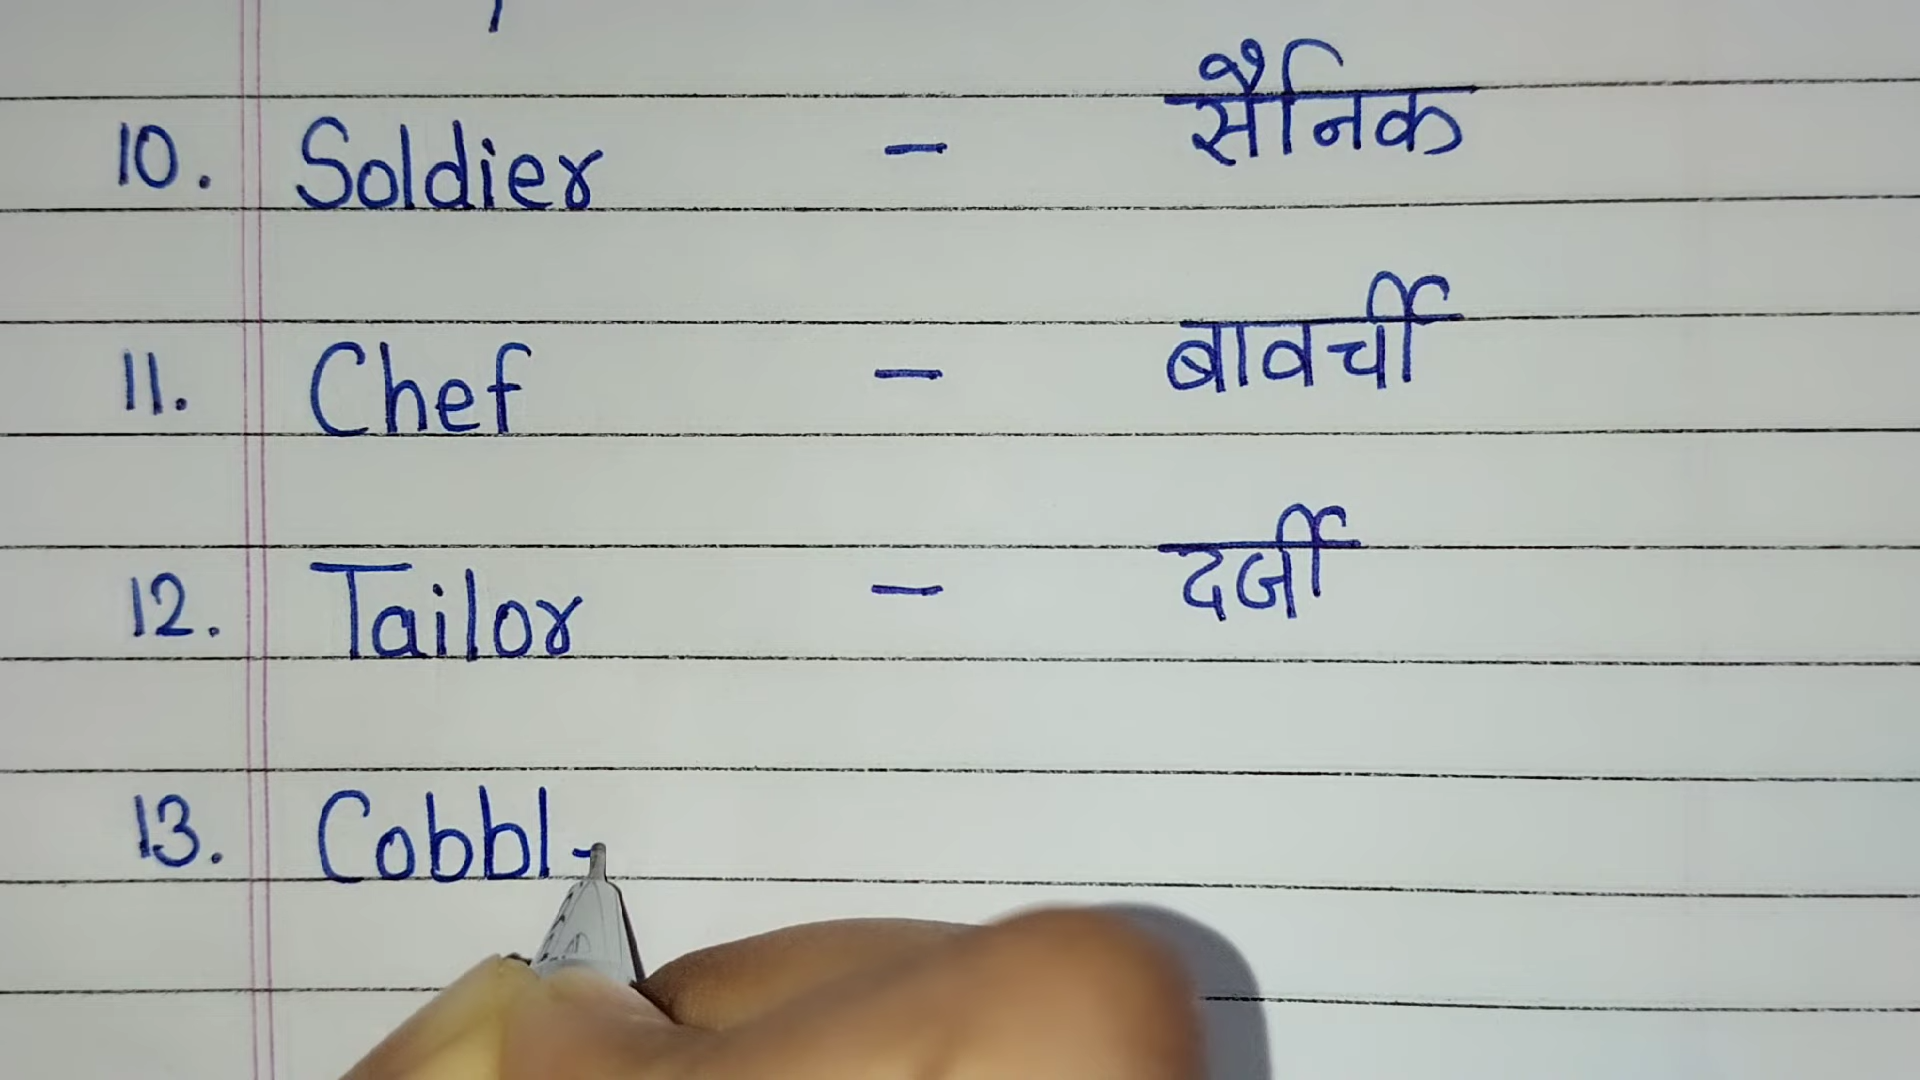 10. Soldier - सैनिक
11. Chef - बावर्ची
12. Tailor - दर्जी
13. Cobbl